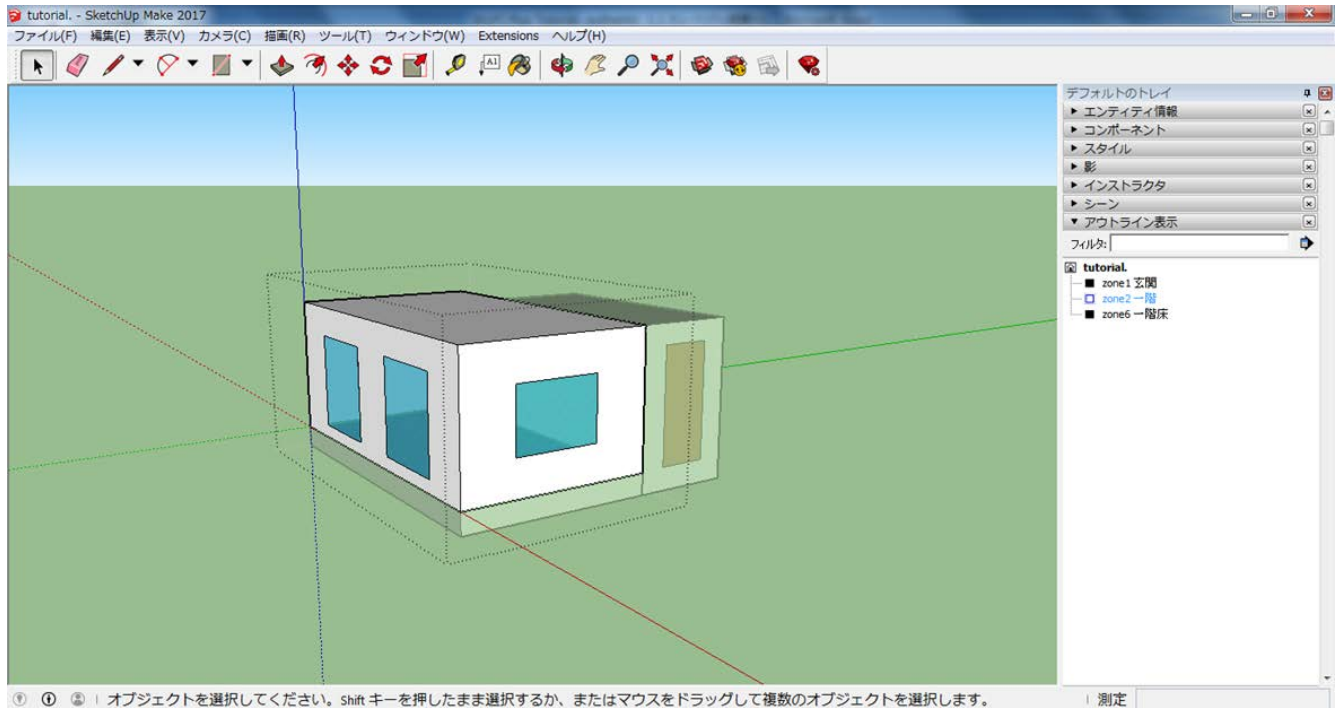 tutorial. - SketchUp Make 2017
ファイル(F) 編集(E) 表示(V) カメラ(C) 描画(R) ツール(T) ウィンドウ(W) Extensions ヘルプ(H)
A1
デフォルトのトレイ
エンティティ情報
コンポーネント
スタイル
影
インストラクタ
シーン
アウトライン表示
フィルタ:
tutorial.
zone1 玄関
zone2 一階
zone6 一階床
オブジェクトを選択してください。Shift キーを押したまま選択するか、またはマウスをドラッグして複数のオブジェクトを選択します。
測定